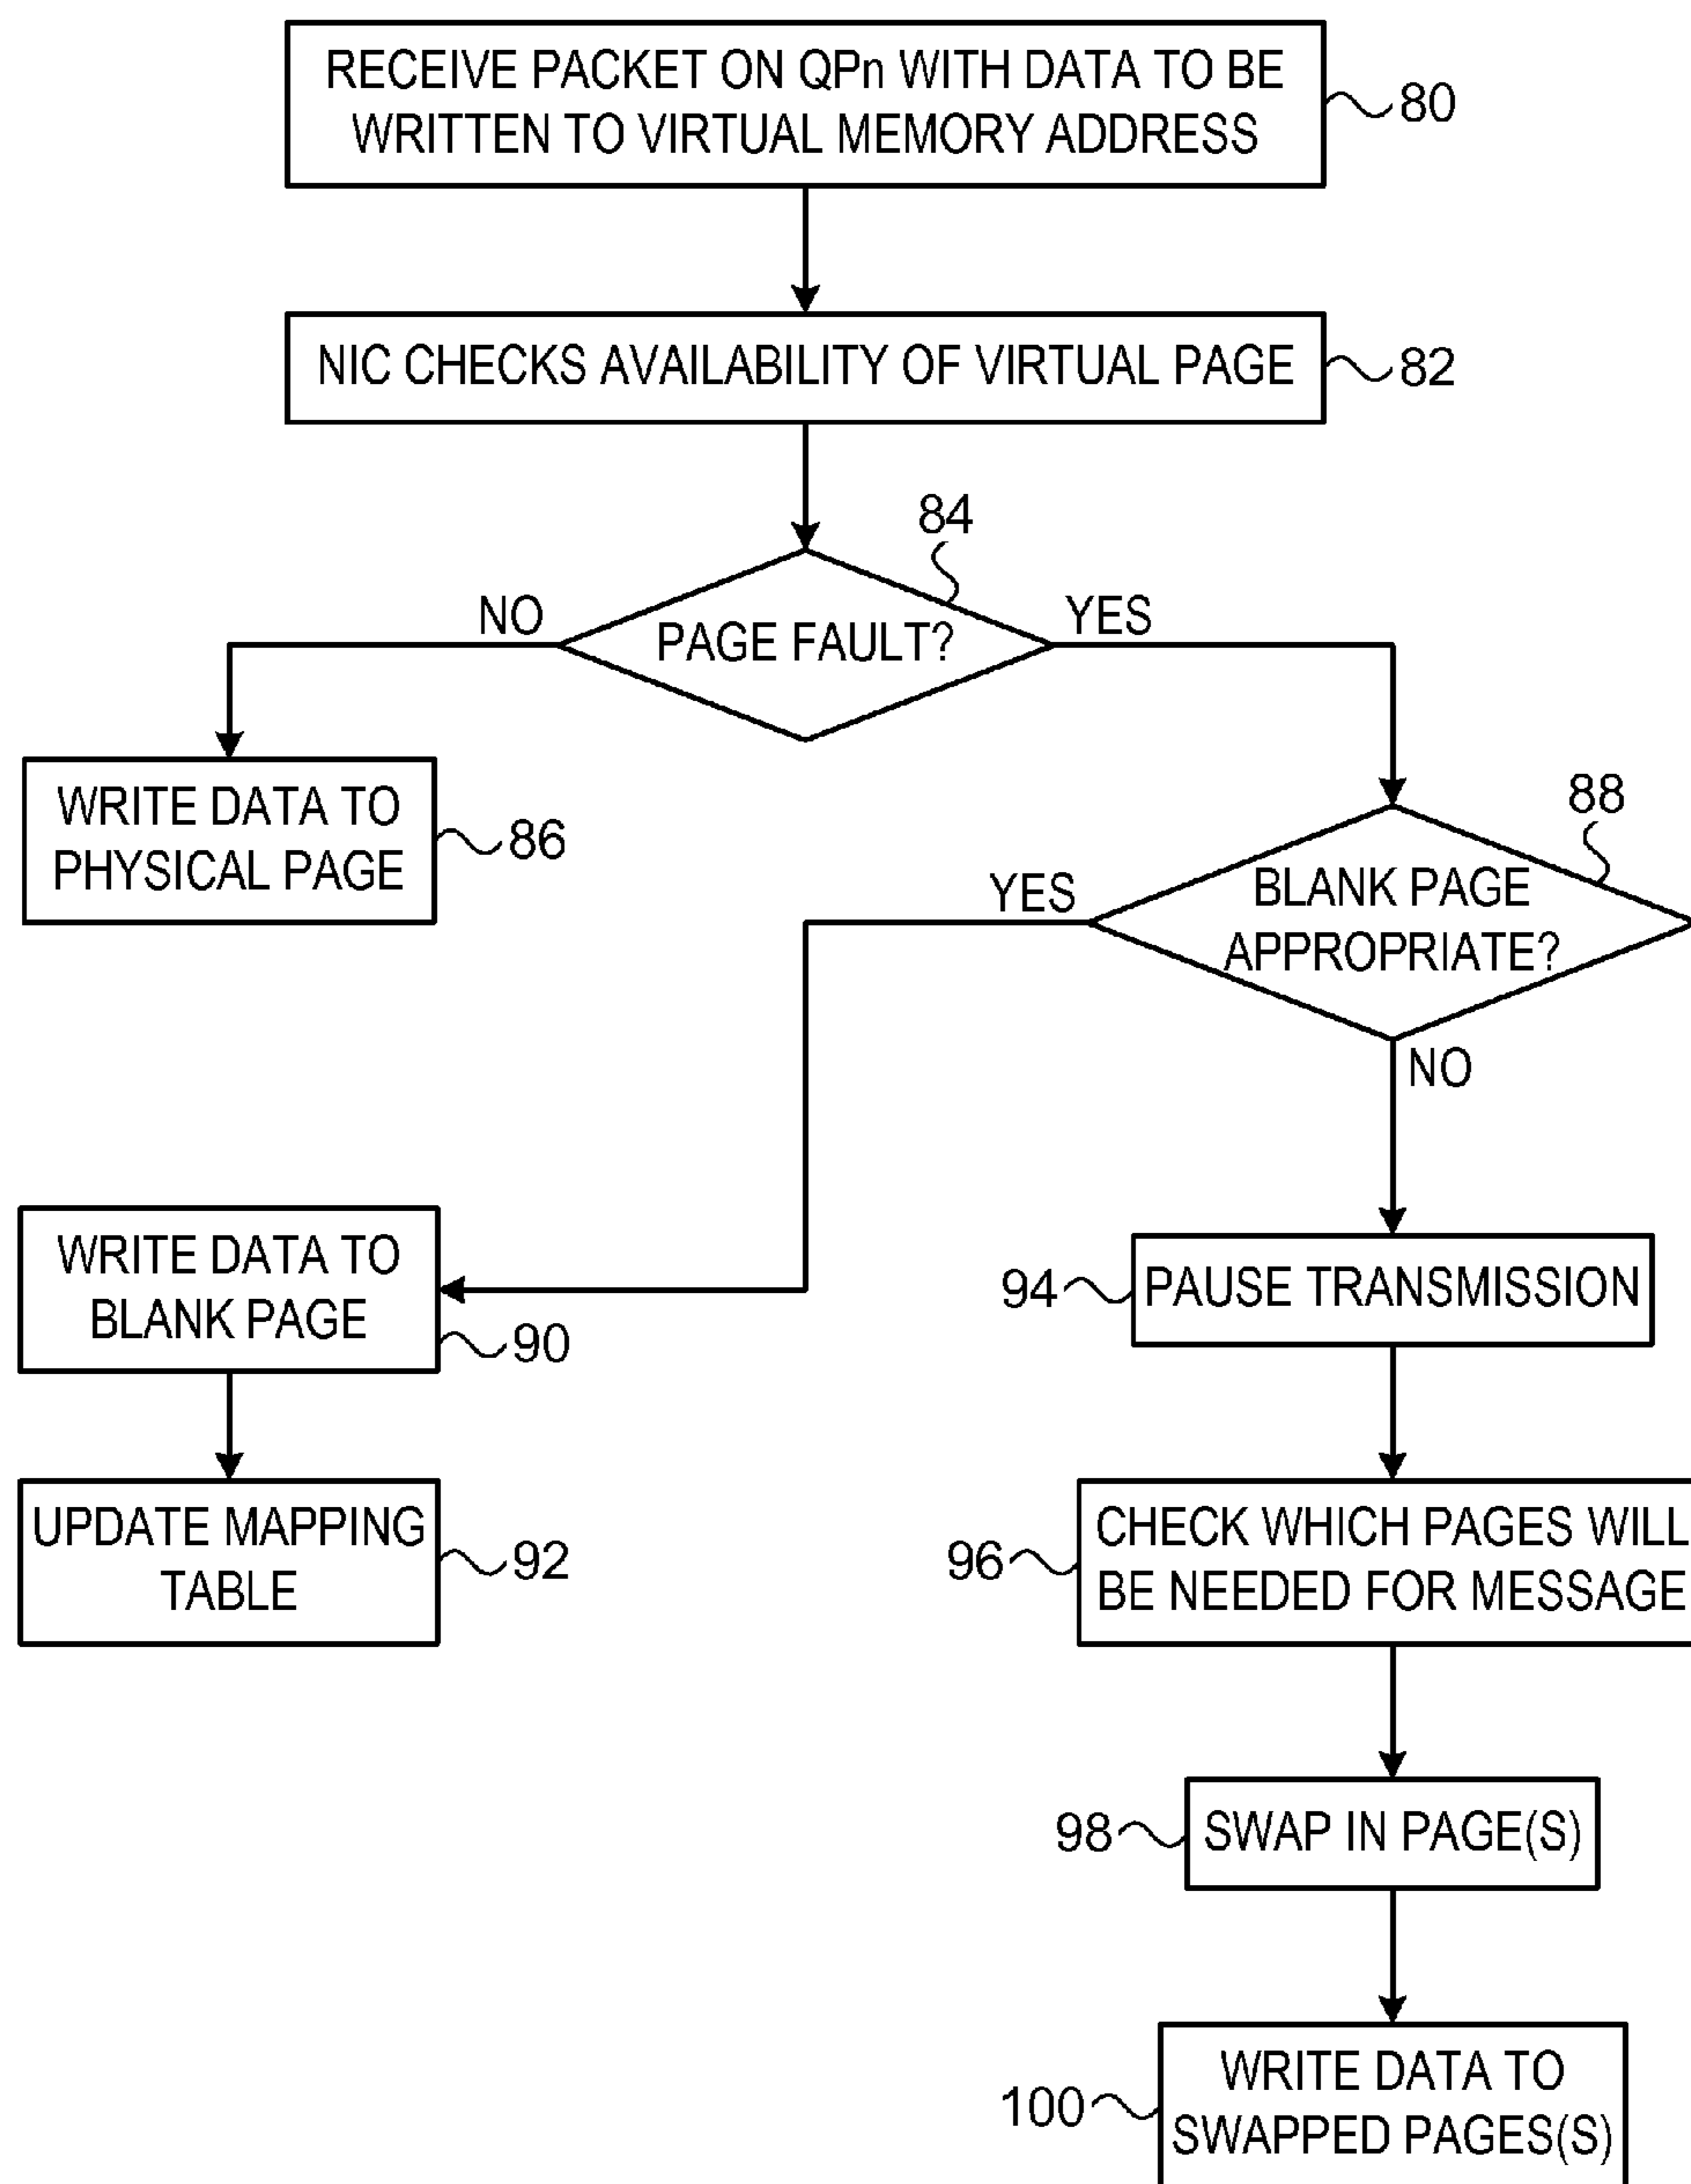 RECEIVE PACKET ON QPn WITH DATA TO BE
WRITTEN TO VIRTUAL MEMORY ADDRESS
80
NIC CHECKS AVAILABILITY OF VIRTUAL PAGE
82
84
NO
PAGE FAULT?
YES
WRITE DATA TO
PHYSICAL PAGE
86
88
YES
BLANK PAGE
APPROPRIATE?
NO
WRITE DATA TO
BLANK PAGE
90
94
PAUSE TRANSMISSION
UPDATE MAPPING
TABLE
92
96
CHECK WHICH PAGES WILL
BE NEEDED FOR MESSAGE
98
SWAP IN PAGE(S)
100
WRITE DATA TO
SWAPPED PAGES(S)